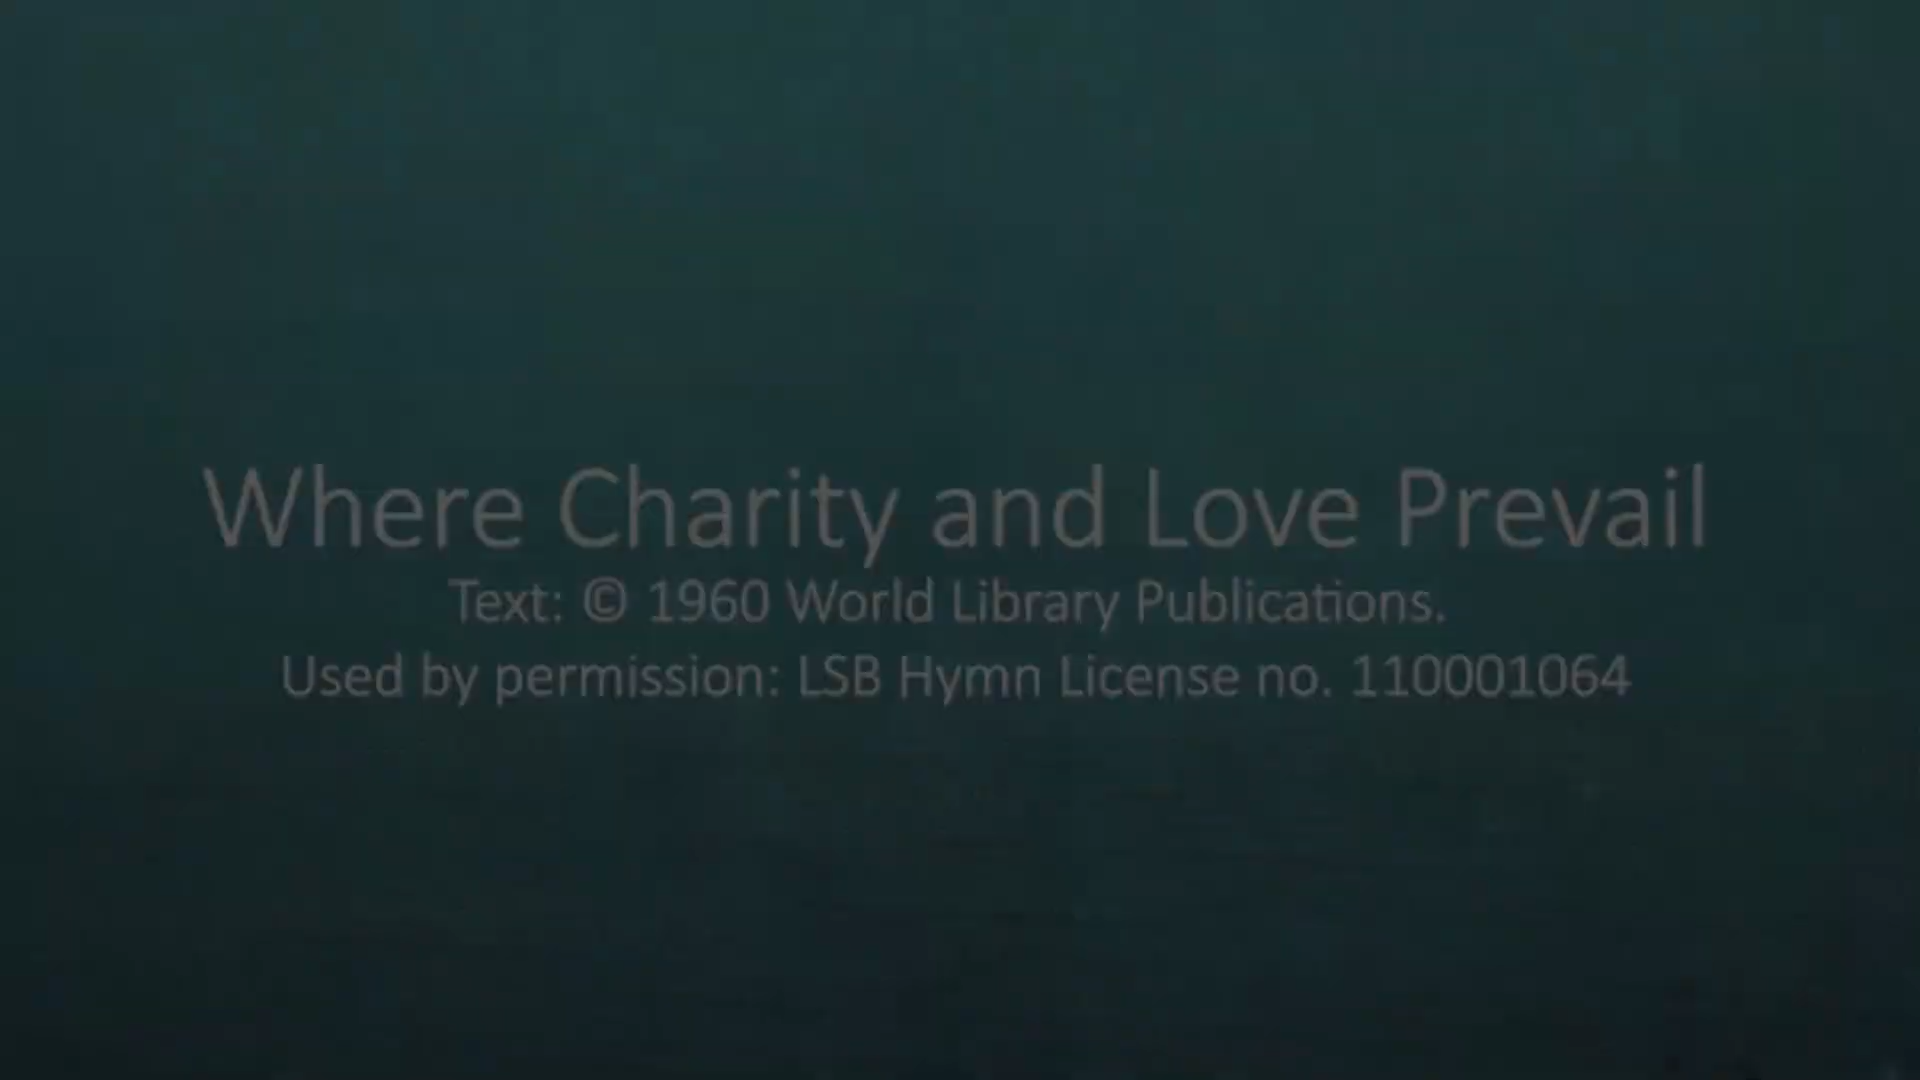 Where Charity and Love Prevail
Text: © 1960 World Library Publications.
Used by permission: LSB Hymn License no. 110001064